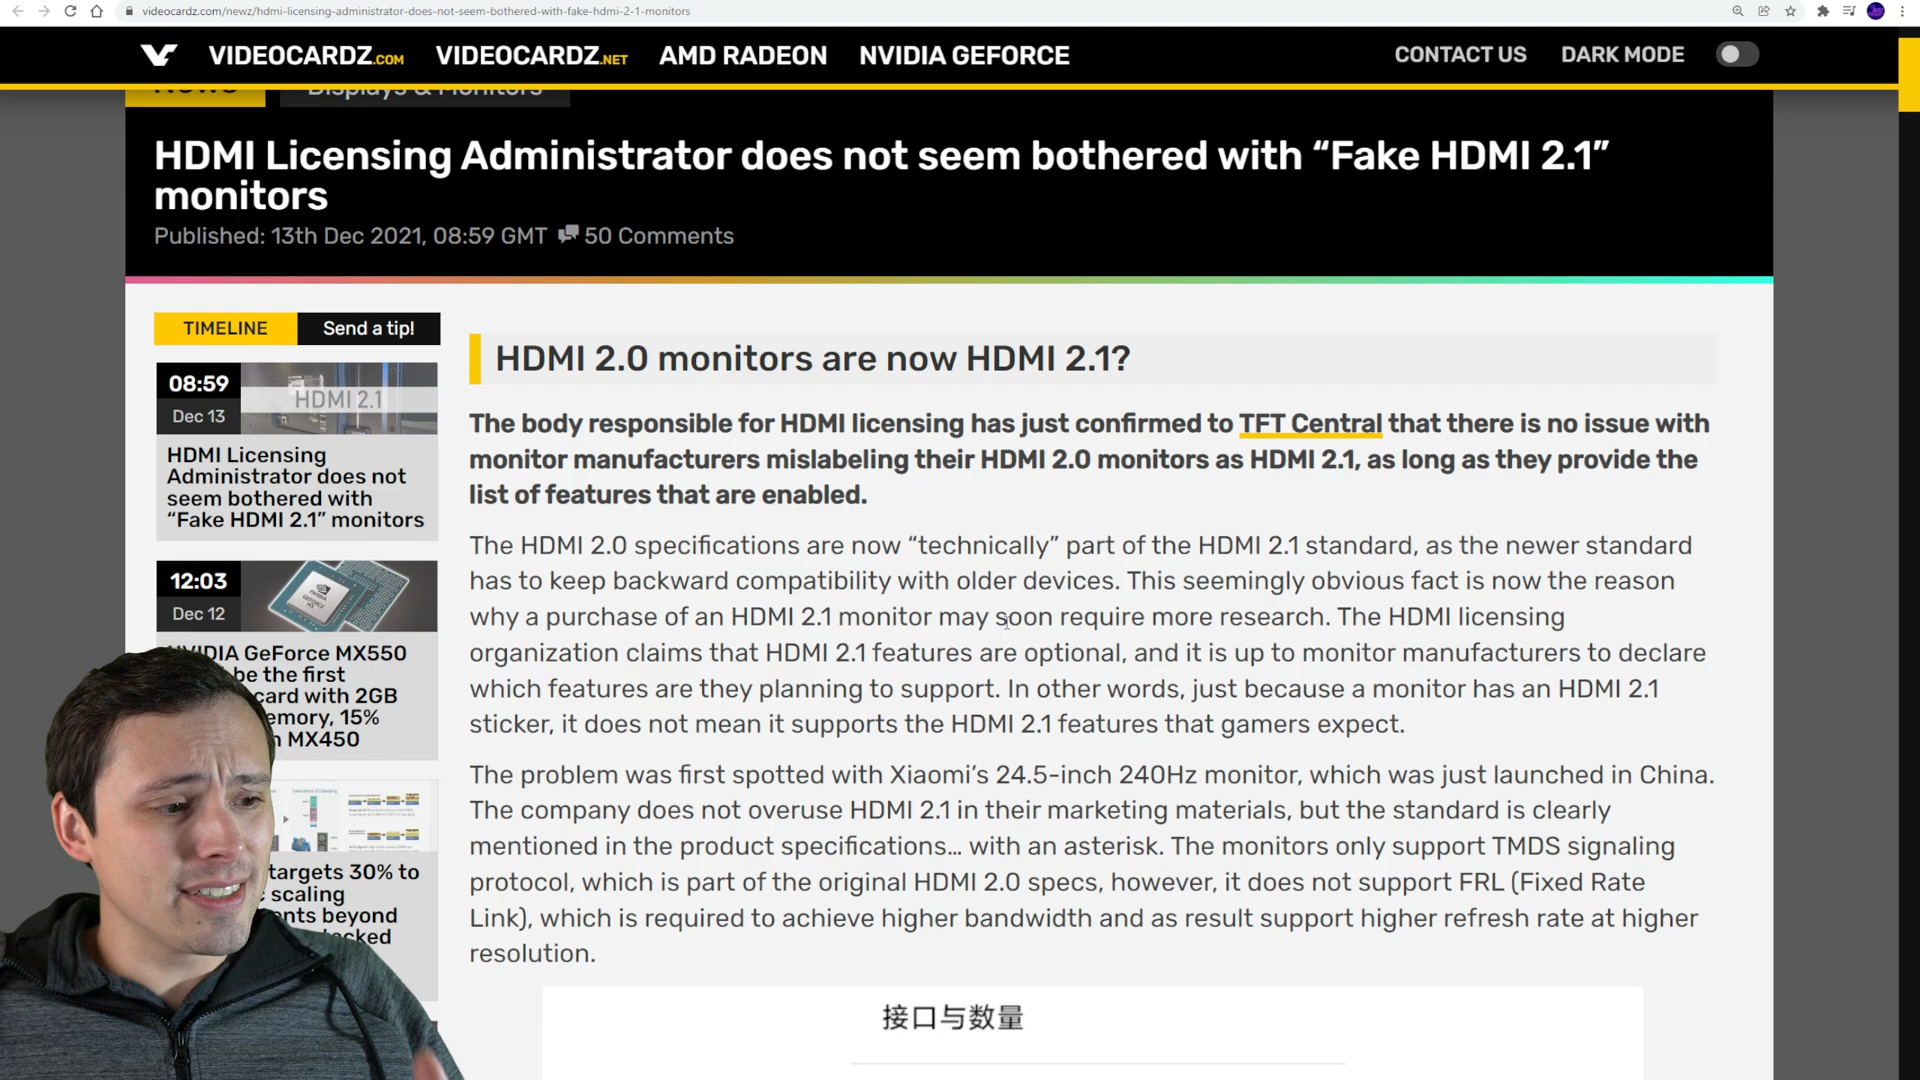 videocardz.com/newz/hdmi-licensing-administrator-does-not-seem-bothered-with-fake-hdmi-2-1-monitors
VIDEOCARDZ.COM VIDEOCARDZ.NET AMD RADEON NVIDIA GEFORCE CONTACT US DARK MODE
News Displays & Monitors
HDMI Licensing Administrator does not seem bothered with “Fake HDMI 2.1”
monitors
Published: 13th Dec 2021, 08:59 GMT 50 Comments
TIMELINE Send a tip!
08:59
Dec 13
HDMI 2.1
HDMI Licensing
Administrator does not
seem bothered with
“Fake HDMI 2.1” monitors
12:03
Dec 12
NVIDIA
GEFORCE
MX
NVIDIA GeForce MX550
be the first
card with 2GB
15%
MX450
targets 30% to
scaling
beyond
HDMI 2.0 monitors are now HDMI 2.1?
The body responsible for HDMI licensing has just confirmed to TFT Central that there is no issue with
monitor manufacturers mislabeling their HDMI 2.0 monitors as HDMI 2.1, as long as they provide the
list of features that are enabled.
The HDMI 2.0 specifications are now “technically” part of the HDMI 2.1 standard, as the newer standard
has to keep backward compatibility with older devices. This seemingly obvious fact is now the reason
why a purchase of an HDMI 2.1 monitor may soon require more research. The HDMI licensing
organization claims that HDMI 2.1 features are optional, and it is up to monitor manufacturers to declare
which features are they planning to support. In other words, just because a monitor has an HDMI 2.1
sticker, it does not mean it supports the HDMI 2.1 features that gamers expect.
The problem was first spotted with Xiaomi’s 24.5-inch 240Hz monitor, which was just launched in China.
The company does not overuse HDMI 2.1 in their marketing materials, but the standard is clearly
mentioned in the product specifications… with an asterisk. The monitors only support TMDS signaling
protocol, which is part of the original HDMI 2.0 specs, however, it does not support FRL (Fixed Rate
Link), which is required to achieve higher bandwidth and as result support higher refresh rate at higher
resolution.
接口与数量